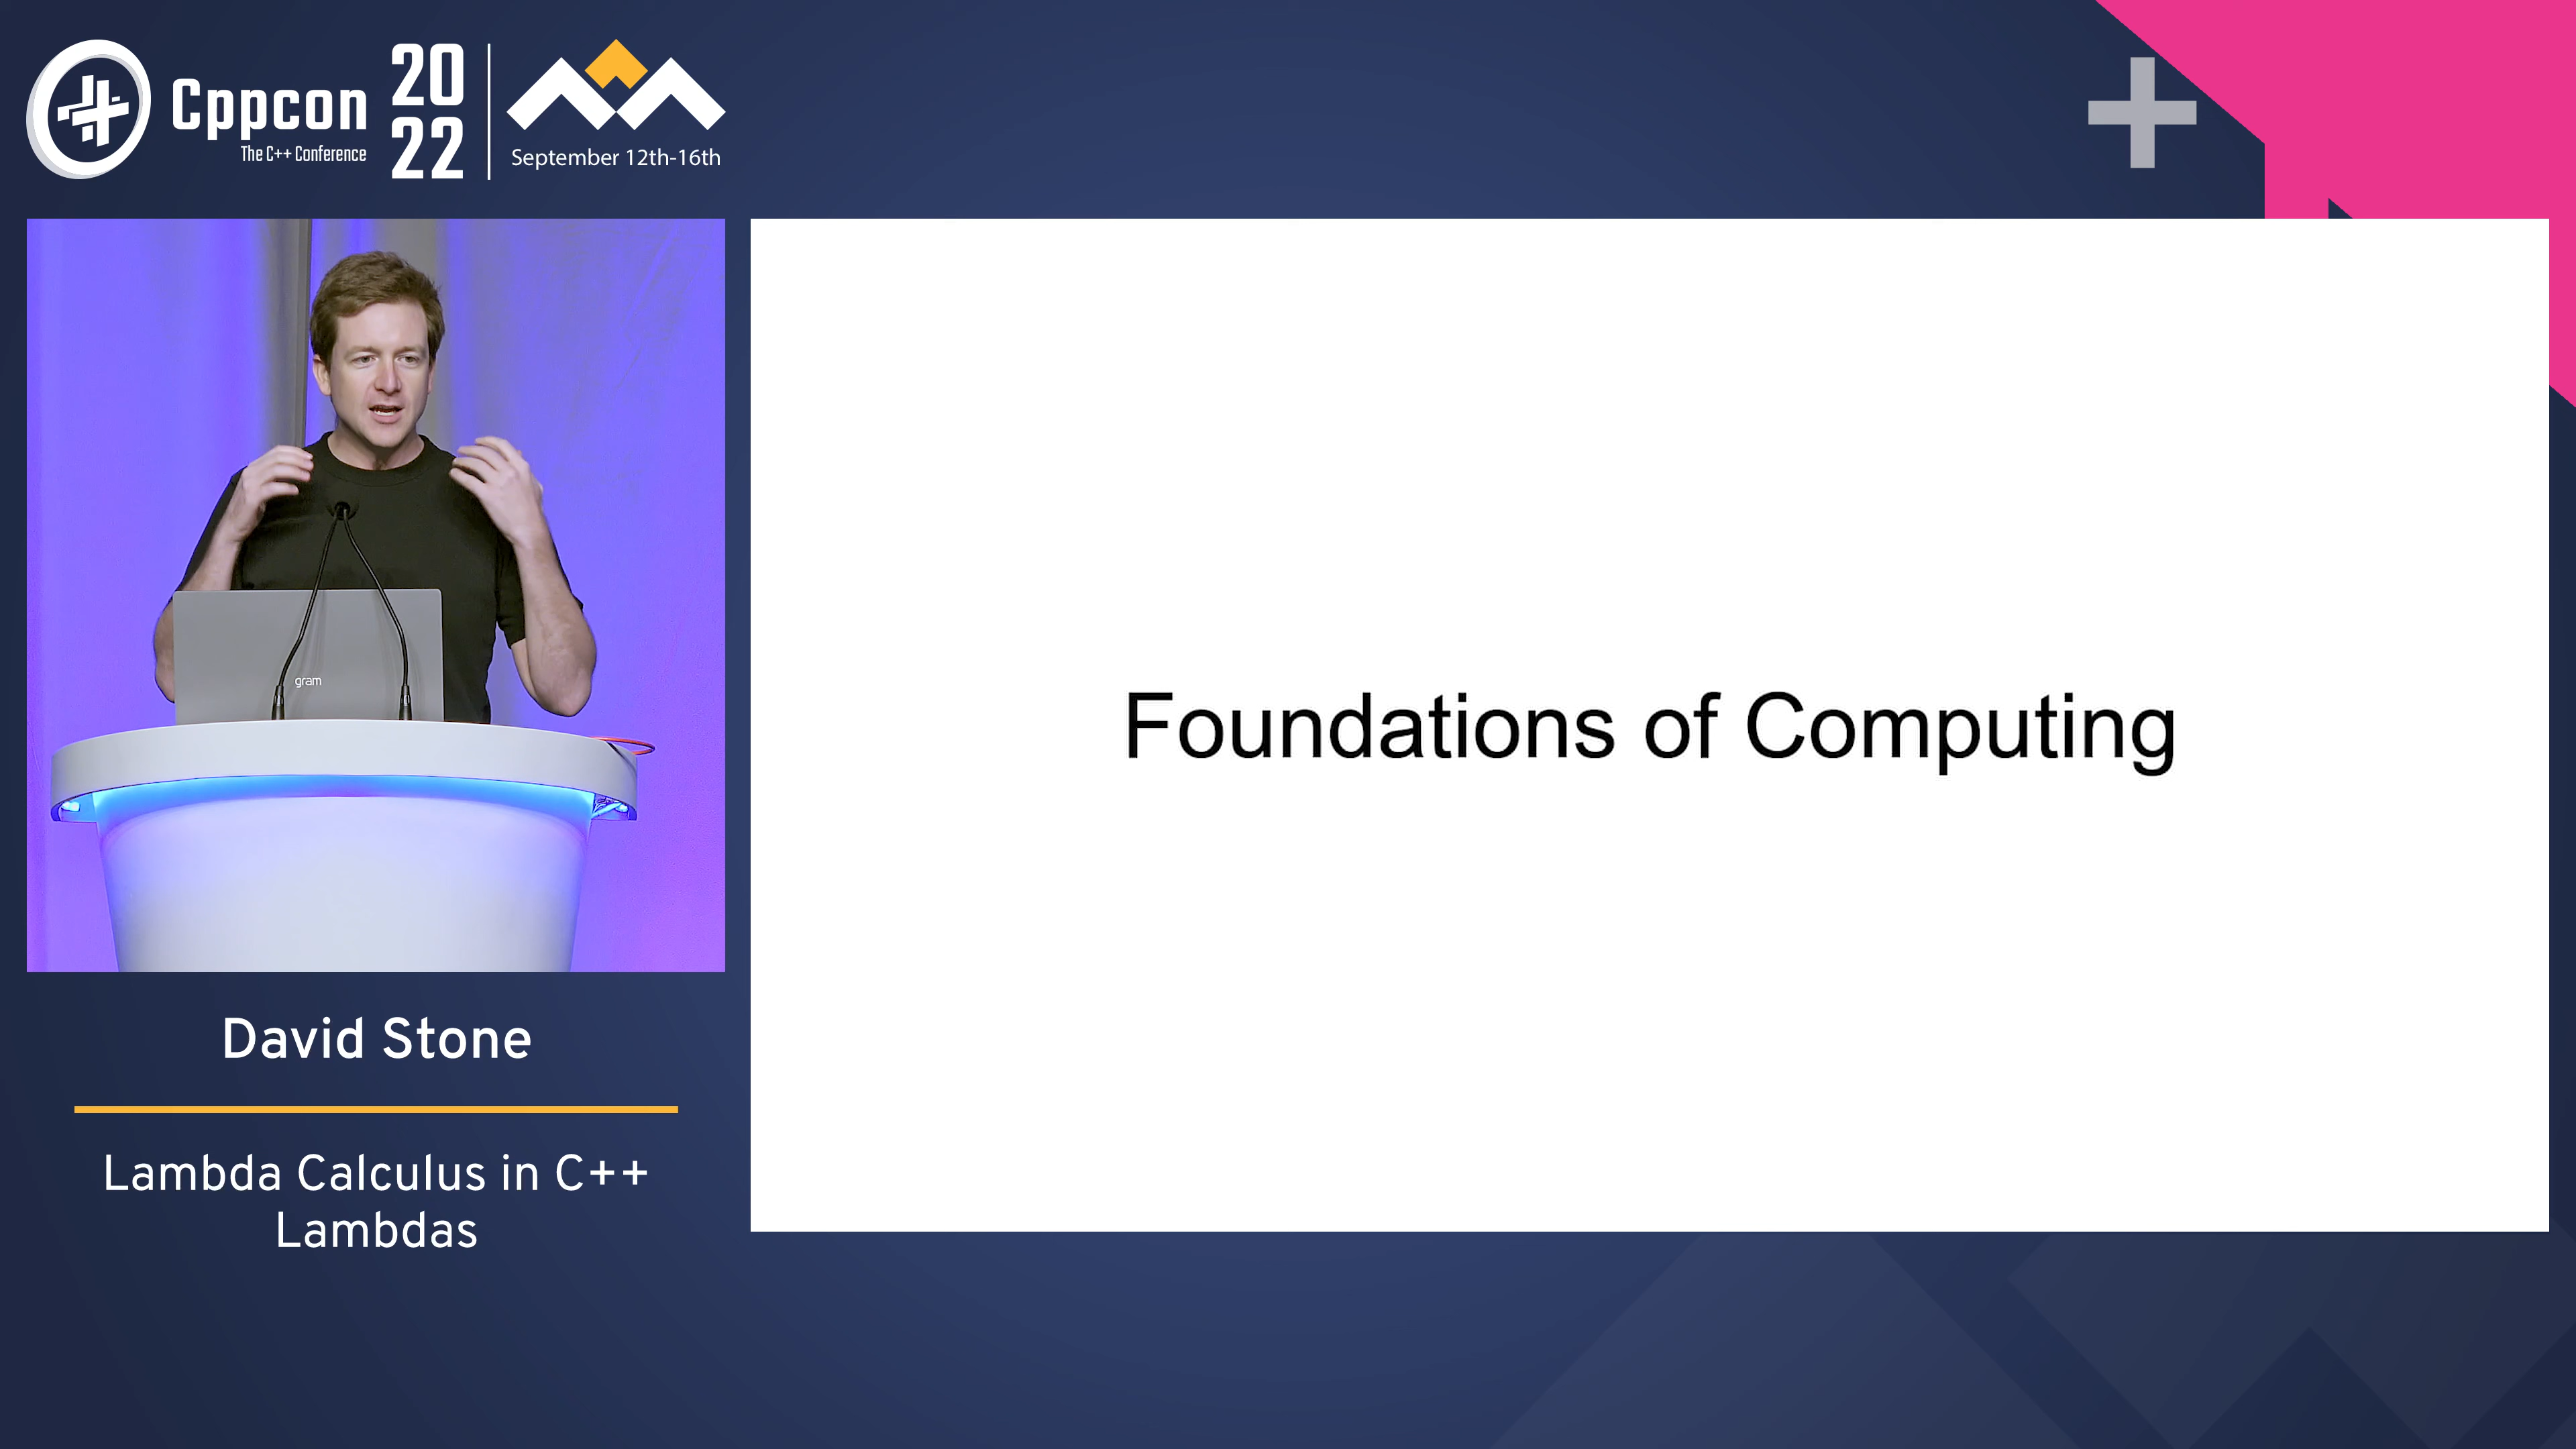 Cppcon
The C++ Conference
20
22
September 12th-16th
gram
Foundations of Computing
David Stone
Lambda Calculus in C++
Lambdas